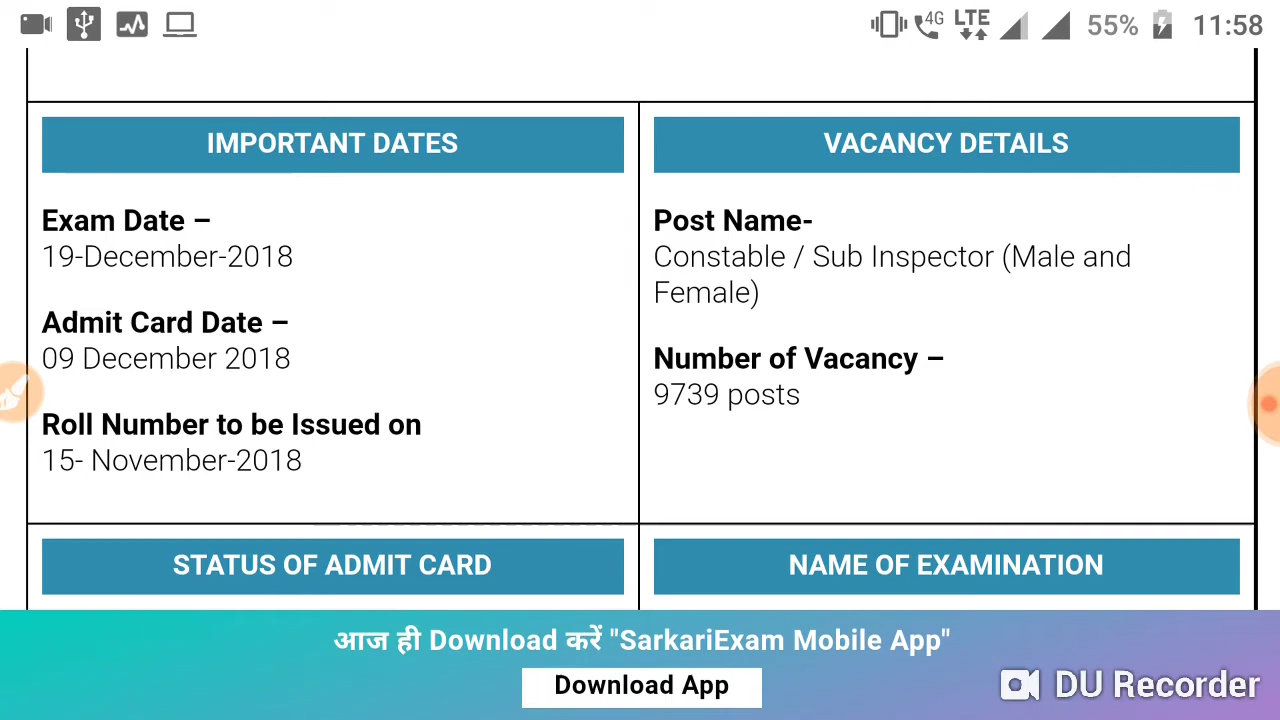 4G LTE 55% 11:58
IMPORTANT DATES
Exam Date –
19-December-2018
Admit Card Date –
09 December 2018
Roll Number to be Issued on
15- November-2018
VACANCY DETAILS
Post Name-
Constable / Sub Inspector (Male and
Female)
Number of Vacancy –
9739 posts
STATUS OF ADMIT CARD
NAME OF EXAMINATION
आज ही Download करें "SarkariExam Mobile App"
Download App
DU Recorder